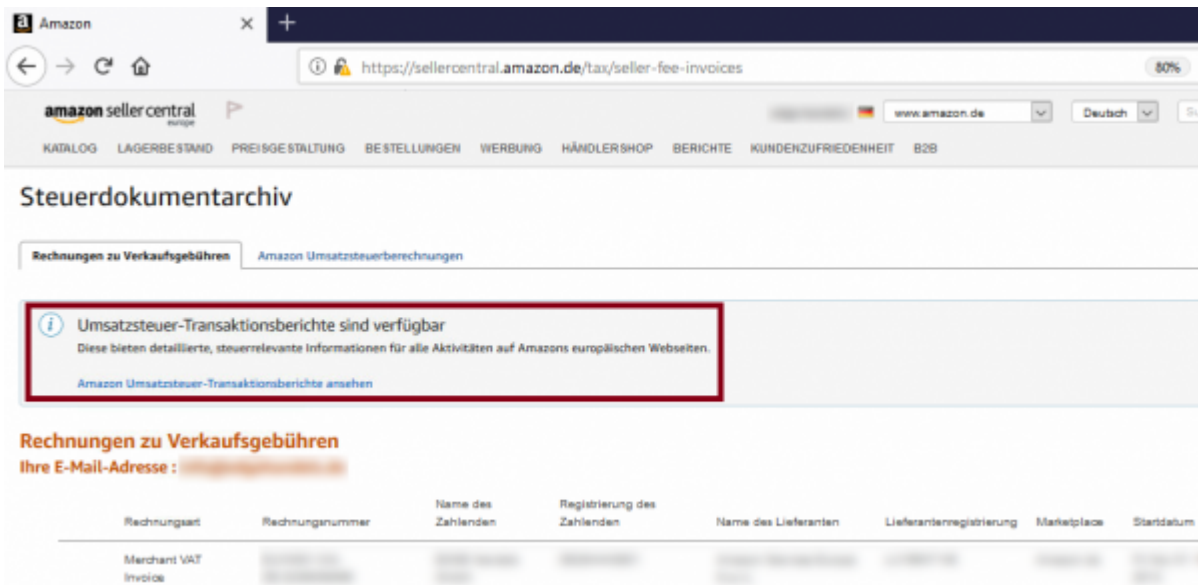 Amazon
https://sellercentral.amazon.de/tax/seller-fee-invoices
80%
amazon seller central
europe
www.amazon.de
Deutsch
Su
KATALOG LAGERBESTAND PREISGESTALTUNG BESTELLUNGEN WERBUNG HÄNDLERSHOP BERICHTE KUNDENZUFRIEDENHEIT B2B
Steuerdokumentarchiv
Rechnungen zu Verkaufsgebühren Amazon Umsatzsteuerberechnungen
Umsatzsteuer-Transaktionsberichte sind verfügbar
Diese bieten detaillierte, steuerrelevante Informationen für alle Aktivitäten auf Amazons europäischen Webseiten.
Amazon Umsatzsteuer-Transaktionsberichte ansehen
Rechnungen zu Verkaufsgebühren
Ihre E-Mail-Adresse :
Rechnungsart Rechnungsnummer Name des Zahlenden Registrierung des Zahlenden Name des Lieferanten Lieferantenregistrierung Marketplace Startdatum
Merchant VAT
Invoice